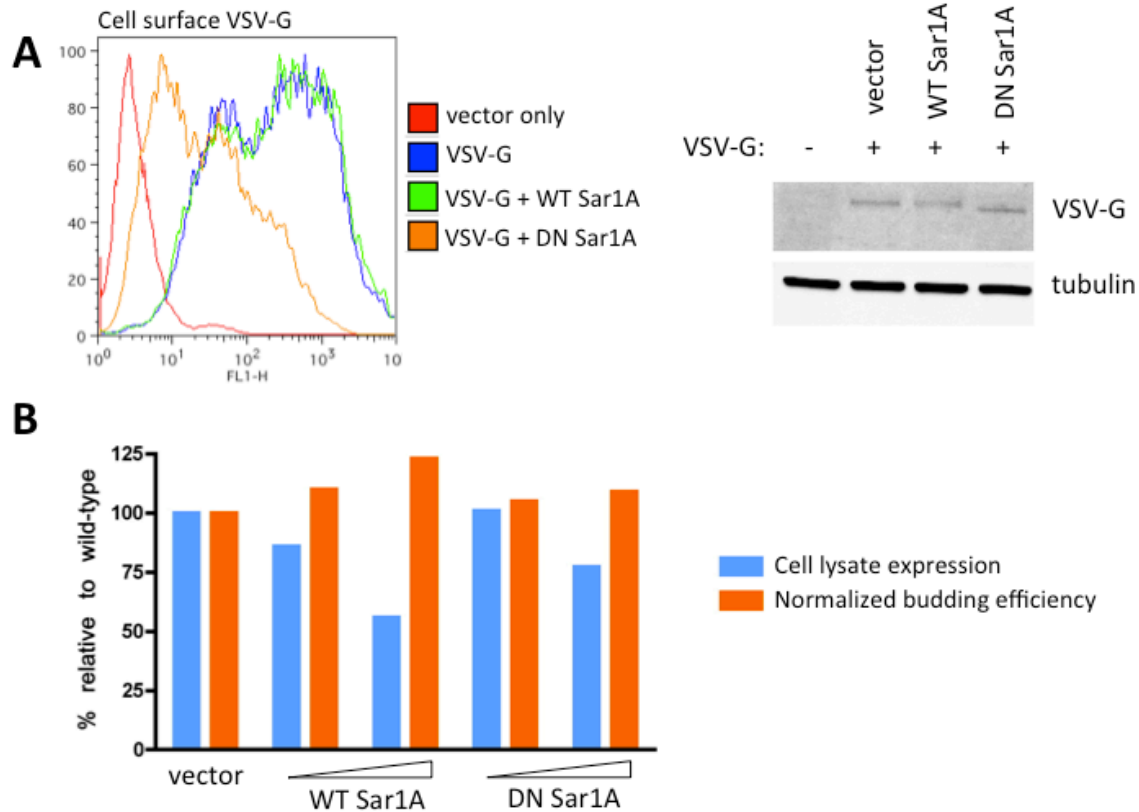 A
Cell surface VSV-G
100
80
60
40
20
0
10⁰ 10¹ 10² 10³ 10
FL1-H
vector only
VSV-G
VSV-G + WT Sar1A
VSV-G + DN Sar1A
vector
WT Sar1A
DN Sar1A
VSV-G: - + + +
VSV-G
tubulin
B
% relative to wild-type
125
100
75
50
25
0
vector
WT Sar1A
DN Sar1A
Cell lysate expression
Normalized budding efficiency